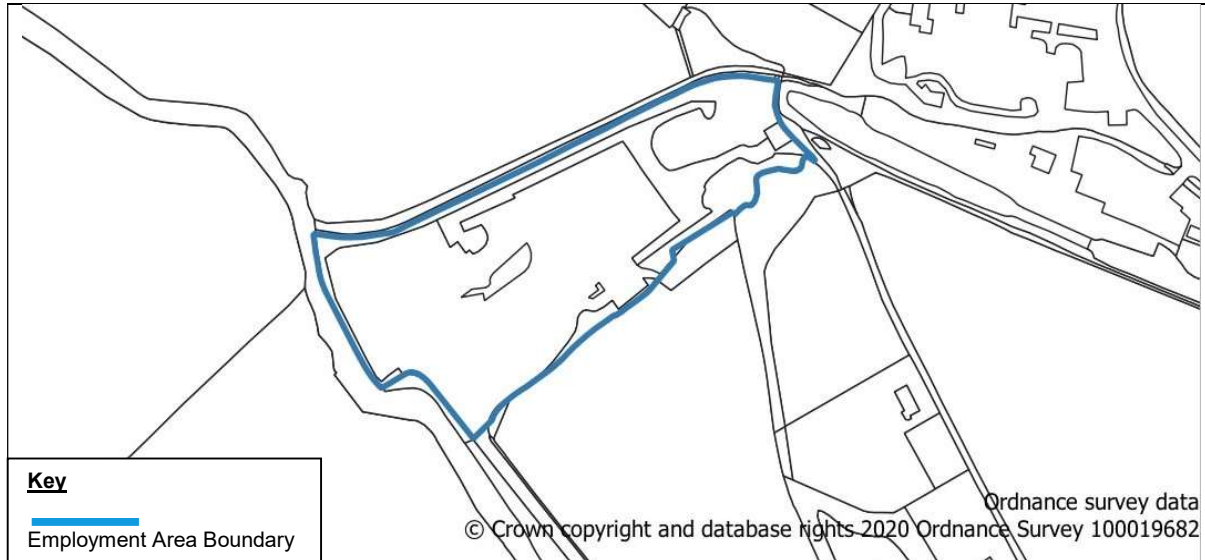 Key
Employment Area Boundary
Ordnance survey data
© Crown copyright and database rights 2020 Ordnance Survey 100019682